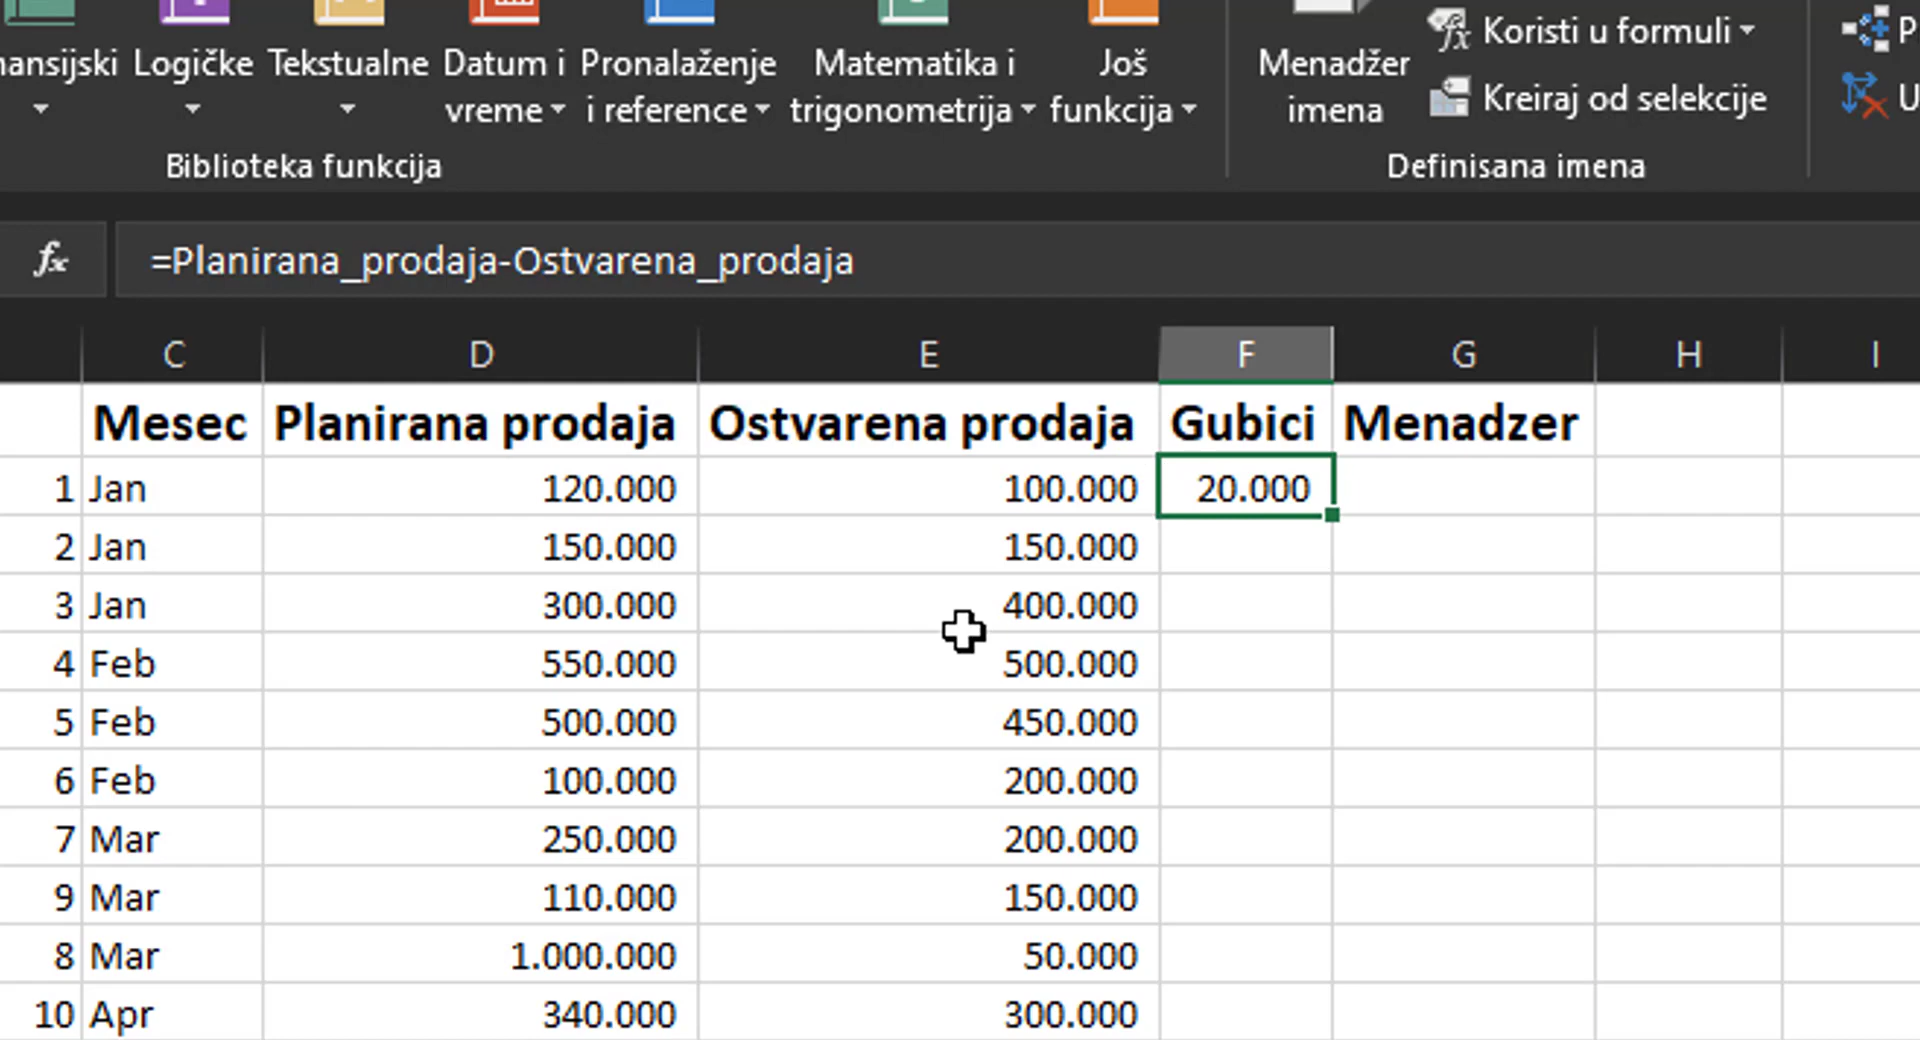 Logičke Tekstualne Datum i vreme Pronalaženje i reference Matematika i trigonometrija Još funkcija Menadžer imena
Koristi u formuli
Kreiraj od selekcije
Biblioteka funkcija Definisana imena
fx =Planirana_prodaja-Ostvarena_prodaja
C D E F G H I
Mesec Planirana prodaja Ostvarena prodaja Gubici Menadzer
1 Jan 120.000 100.000 20.000
2 Jan 150.000 150.000
3 Jan 300.000 400.000
4 Feb 550.000 500.000
5 Feb 500.000 450.000
6 Feb 100.000 200.000
7 Mar 250.000 200.000
9 Mar 110.000 150.000
8 Mar 1.000.000 50.000
10 Apr 340.000 300.000